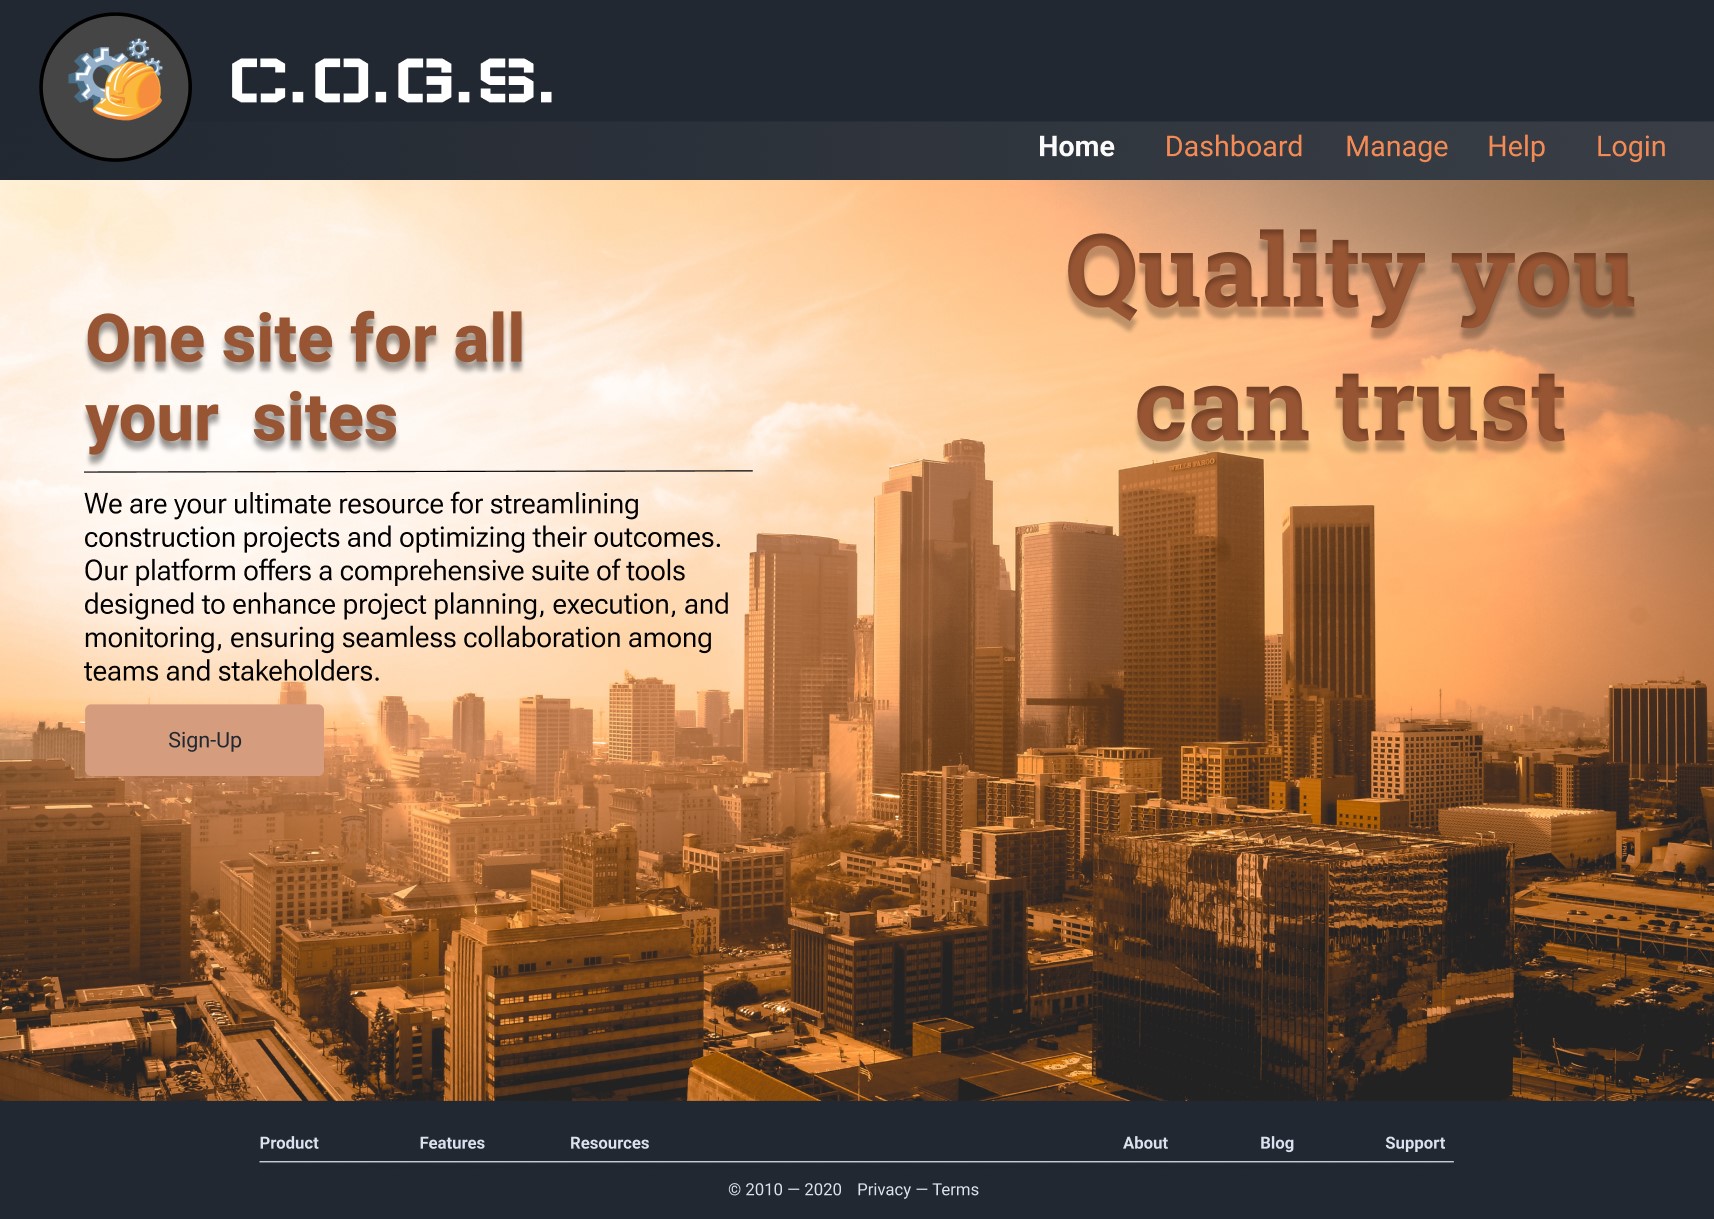 C.O.G.S.
Home Dashboard Manage Help Login
Quality you
can trust
One site for all
your sites
We are your ultimate resource for streamlining
construction projects and optimizing their outcomes.
Our platform offers a comprehensive suite of tools
designed to enhance project planning, execution, and
monitoring, ensuring seamless collaboration among
teams and stakeholders.
WELLS FARGO
Sign-Up
Product Features Resources About Blog Support
© 2010 — 2020 Privacy — Terms